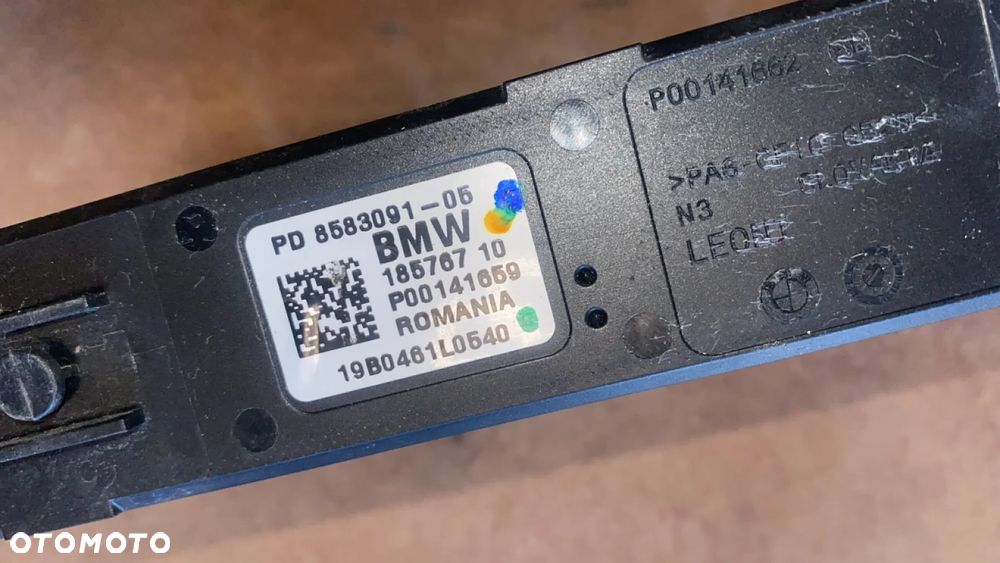 PD 8583091-05
BMW
185767 10
P00141659
ROMANIA
19B0461L0540
P00141662
N3
OTOMOTO